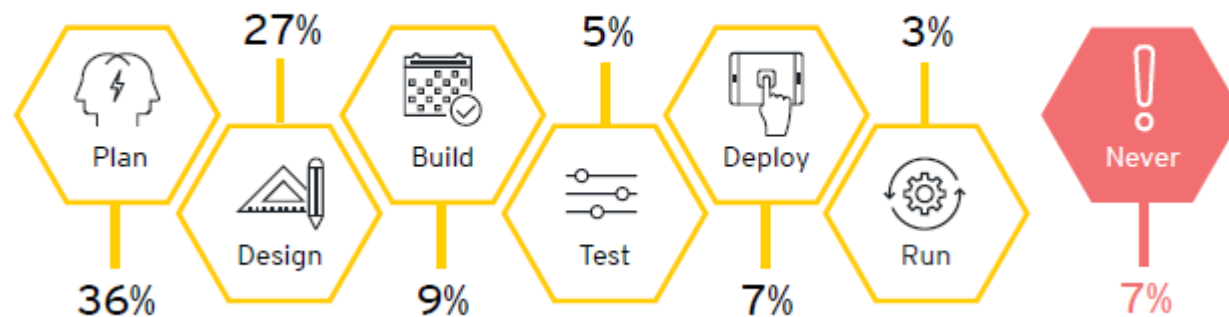 27%
5%
3%
Plan
Build
Deploy
Never
Design
Test
Run
36%
9%
7%
7%